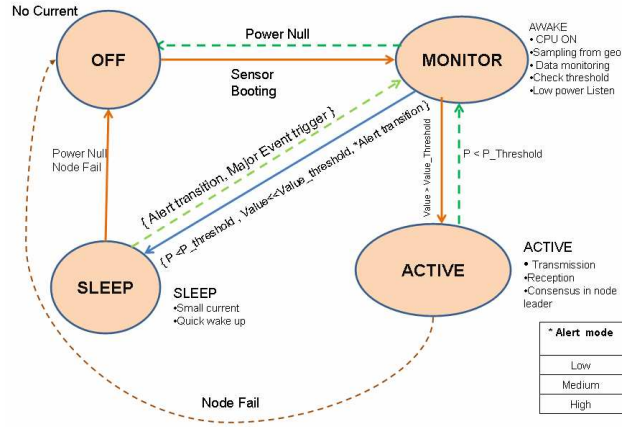 No Current
OFF
Power Null
Sensor
Booting
MONITOR
AWAKE
• CPU ON
•Sampling from geo
• Data monitoring
•Check threshold
•Low power Listen
Power Null
Node Fail
{ Alert transition, Major Event trigger }
{ P <P_threshold , Value<<Value_threshold, *Alert transition }
Value > Value_Threshold
P < P_Threshold
SLEEP
SLEEP
•Small current
•Quick wake up
ACTIVE
ACTIVE
• Transmission
•Reception
•Consensus in node
leader
Node Fail
* Alert mode
Low
Medium
High